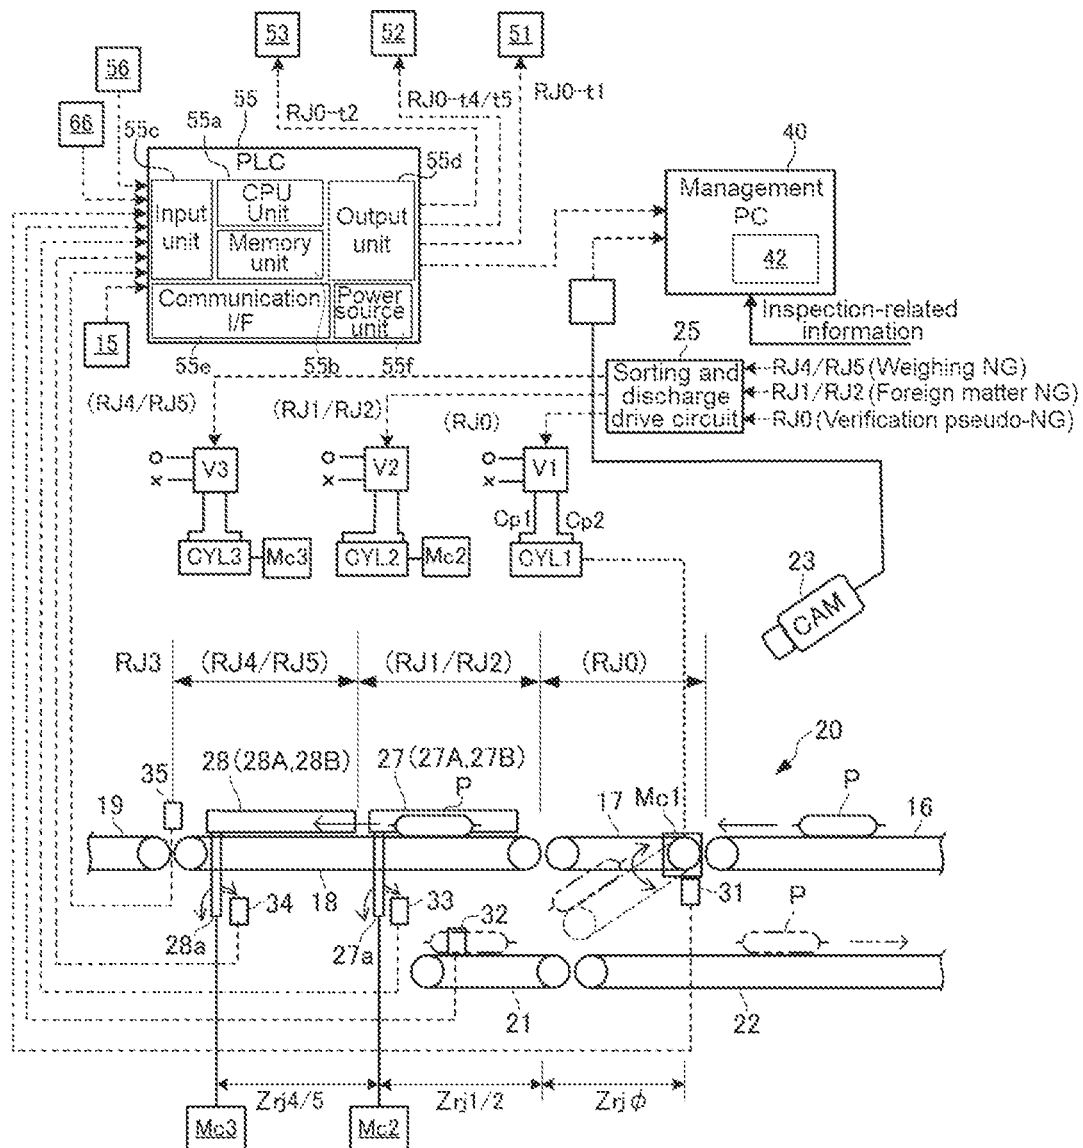 53
52
51
56
55
RJ0-t2
RJ0-t4/t5
RJ0-t1
66
55c
55a
55d
40
PLC
Input unit
CPU Unit
Memory unit
Output unit
Communication I/F
Power source unit
Management PC
42
15
55e
55b
55f
Inspection-related information
25
Sorting and discharge drive circuit
RJ4/RJ5 (Weighing NG)
RJ1/RJ2 (Foreign matter NG)
RJ0 (Verification pseudo-NG)
(RJ4/RJ5)
(RJ1/RJ2)
(RJ0)
V3
V2
V1
Cp1
Cp2
CYL3
Mc3
CYL2
Mc2
CYL1
23
CAM
RJ3
(RJ4/RJ5)
(RJ1/RJ2)
(RJ0)
20
28(28A,28B)
27(27A,27B)
35
P
Mc1
P
19
17
16
34
18
33
31
28a
27a
32
P
21
22
Zrj4/5
Zrj1/2
Zrjφ
Mc3
Mc2